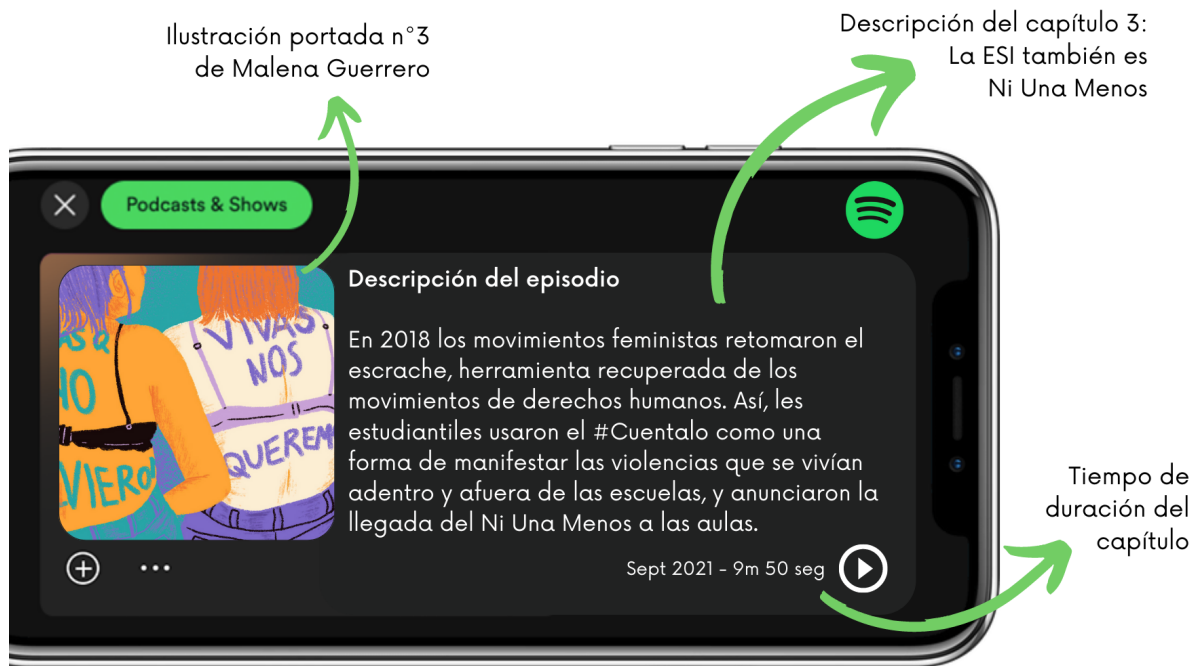 Ilustración portada n°3
de Malena Guerrero
Descripción del capítulo 3:
La ESI también es
Ni Una Menos
Podcasts & Shows
Descripción del episodio
En 2018 los movimientos feministas retomaron el
escrache, herramienta recuperada de los
movimientos de derechos humanos. Así, les
estudiantiles usaron el #Cuentalo como una
forma de manifestar las violencias que se vivían
adentro y afuera de las escuelas, y anunciaron la
llegada del Ni Una Menos a las aulas.
AS Q
NO
VIERON
VIVAS
NOS
QUEREM
Sept 2021 - 9m 50 seg
Tiempo de
duración del
capítulo